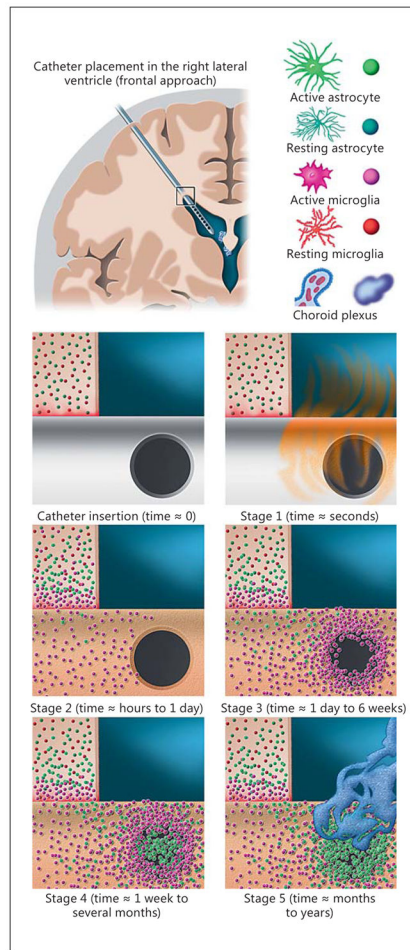 Catheter placement in the right lateral
ventricle (frontal approach)
Active astrocyte
Resting astrocyte
Active microglia
Resting microglia
Choroid plexus
Catheter insertion (time ≈ 0)
Stage 1 (time ≈ seconds)
Stage 2 (time ≈ hours to 1 day)
Stage 3 (time ≈ 1 day to 6 weeks)
Stage 4 (time ≈ 1 week to
several months)
Stage 5 (time ≈ months
to years)